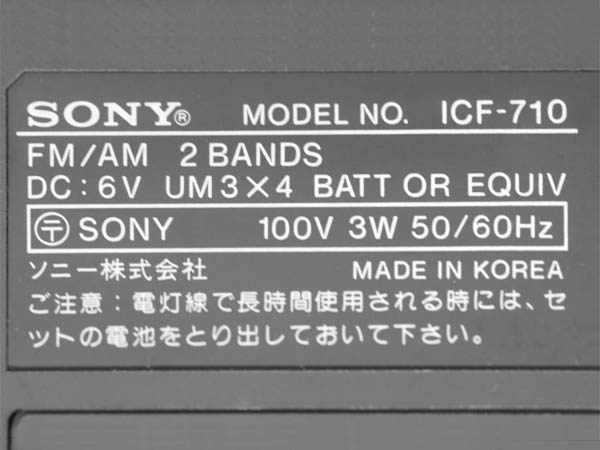 SONY® MODEL NO. ICF-710
FM/AM 2 BANDS
DC: 6V UM3×4 BATT OR EQUIV
〶 SONY 100V 3W 50/60Hz
ソニー株式会社 MADE IN KOREA
ご注意：電灯線で長時間使用される時には、セ
ットの電池をとり出しておいて下さい。